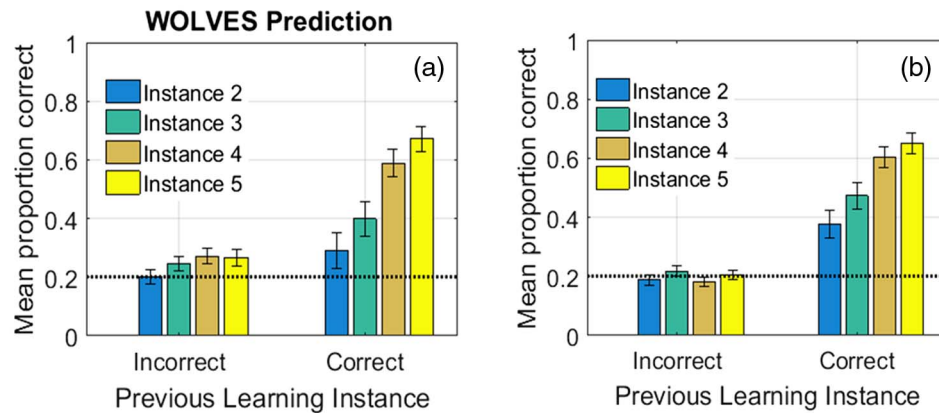 WOLVES Prediction
(a)
1
0.8
0.6
0.4
0.2
0
Mean proportion correct
Instance 2
Instance 3
Instance 4
Instance 5
Incorrect
Correct
Previous Learning Instance
(b)
1
0.8
0.6
0.4
0.2
0
Mean proportion correct
Instance 2
Instance 3
Instance 4
Instance 5
Incorrect
Correct
Previous Learning Instance